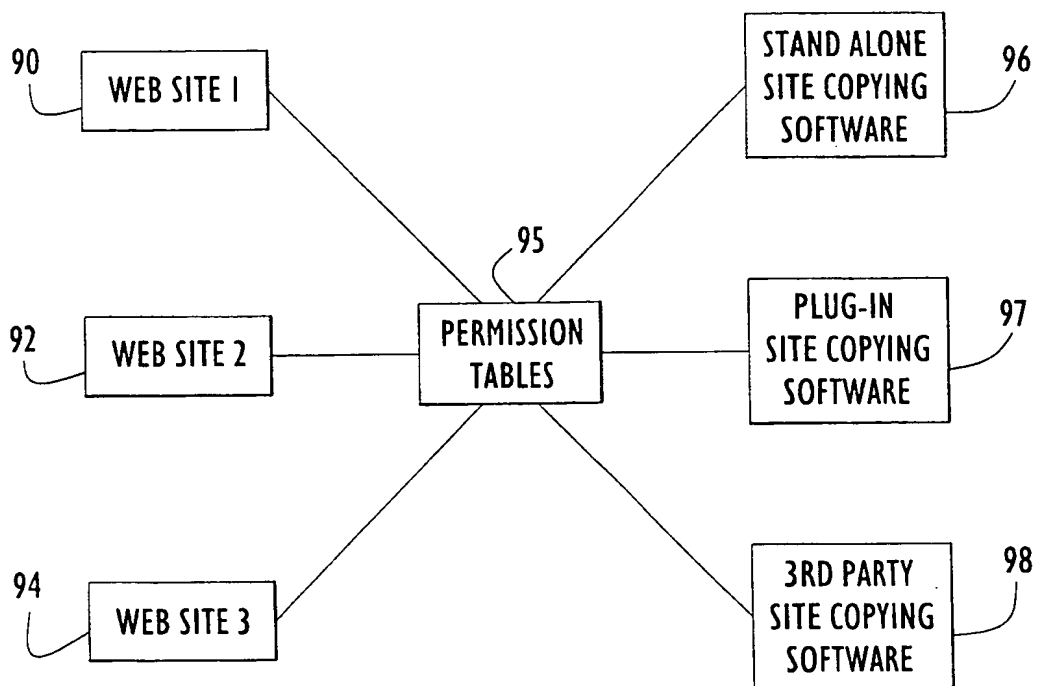 90
WEB SITE 1
92
WEB SITE 2
94
WEB SITE 3
95
PERMISSION
TABLES
STAND ALONE
SITE COPYING
SOFTWARE
96
PLUG-IN
SITE COPYING
SOFTWARE
97
3RD PARTY
SITE COPYING
SOFTWARE
98